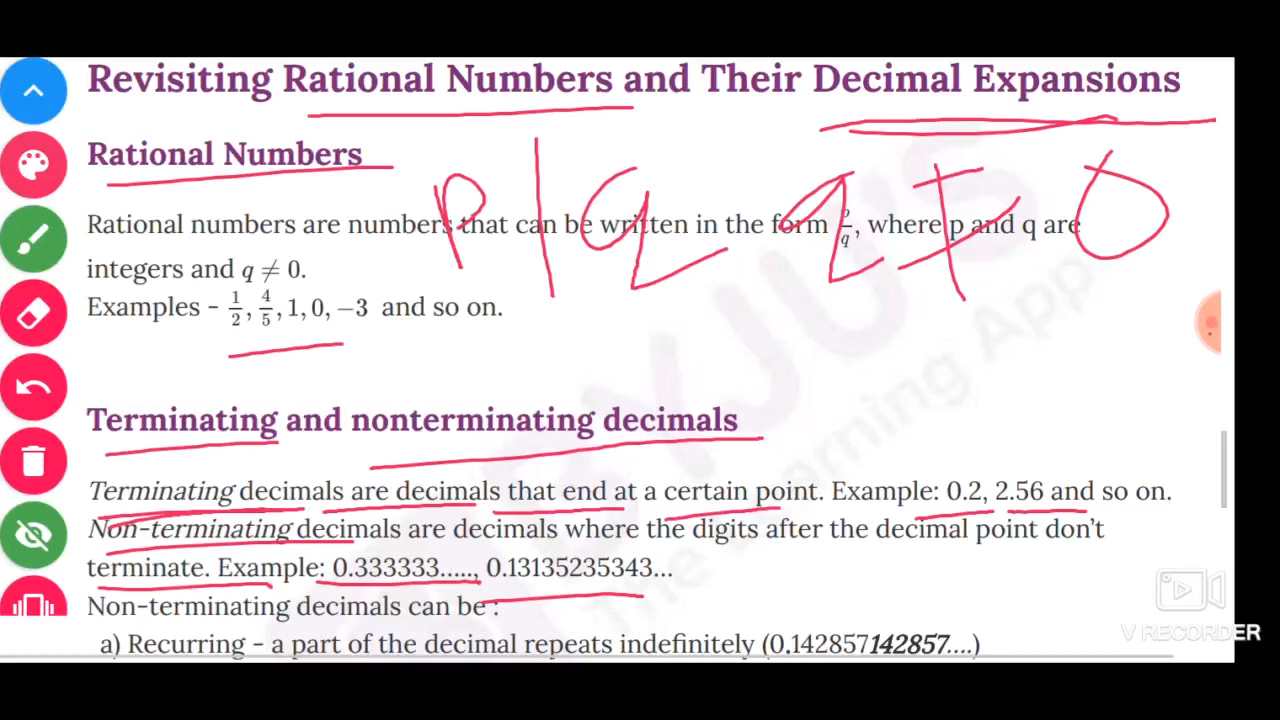 Revisiting Rational Numbers and Their Decimal Expansions
Rational Numbers
p | q q ≠ 0
Rational numbers are numbers that can be written in the form p/q, where p and q are
integers and q ≠ 0.
Examples - 1/2, 4/5, 1, 0, −3 and so on.
Terminating and nonterminating decimals
Terminating decimals are decimals that end at a certain point. Example: 0.2, 2.56 and so on.
Non-terminating decimals are decimals where the digits after the decimal point don't
terminate. Example: 0.333333....., 0.13135235343...
Non-terminating decimals can be :
a) Recurring - a part of the decimal repeats indefinitely (0.142857142857....)
BYJUS
The Learning App
V RECORDER